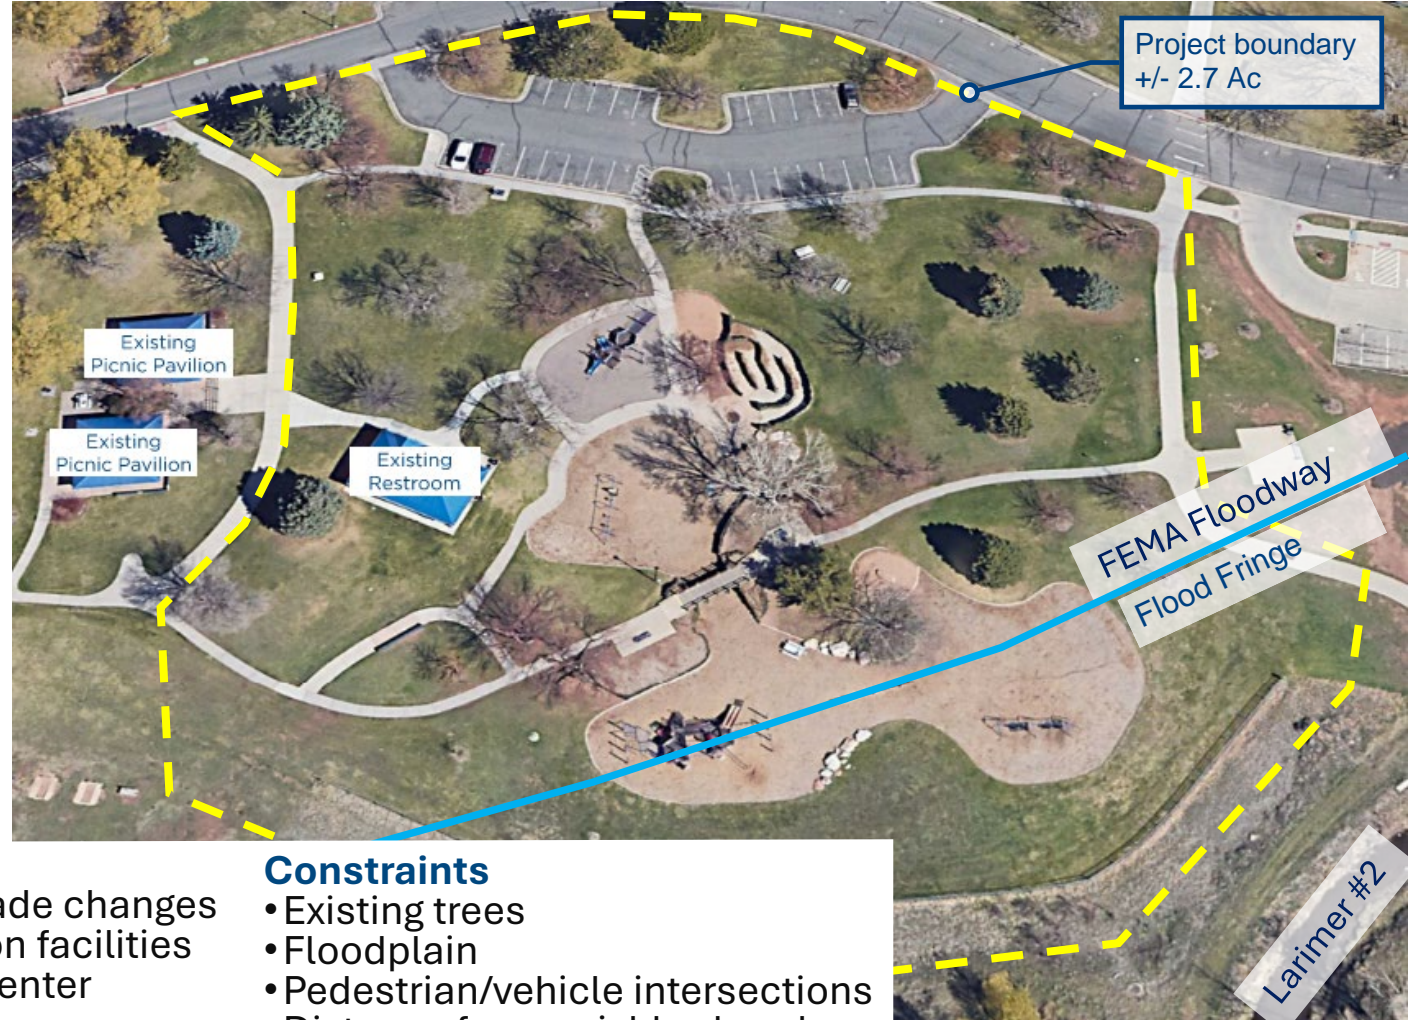 Project boundary
+/- 2.7 Ac
Existing
Picnic Pavilion
Existing
Picnic Pavilion
Existing
Restroom
FEMA Floodway
Flood Fringe
Larimer #2
ade changes
on facilities
enter
Constraints
•Existing trees
•Floodplain
•Pedestrian/vehicle intersections